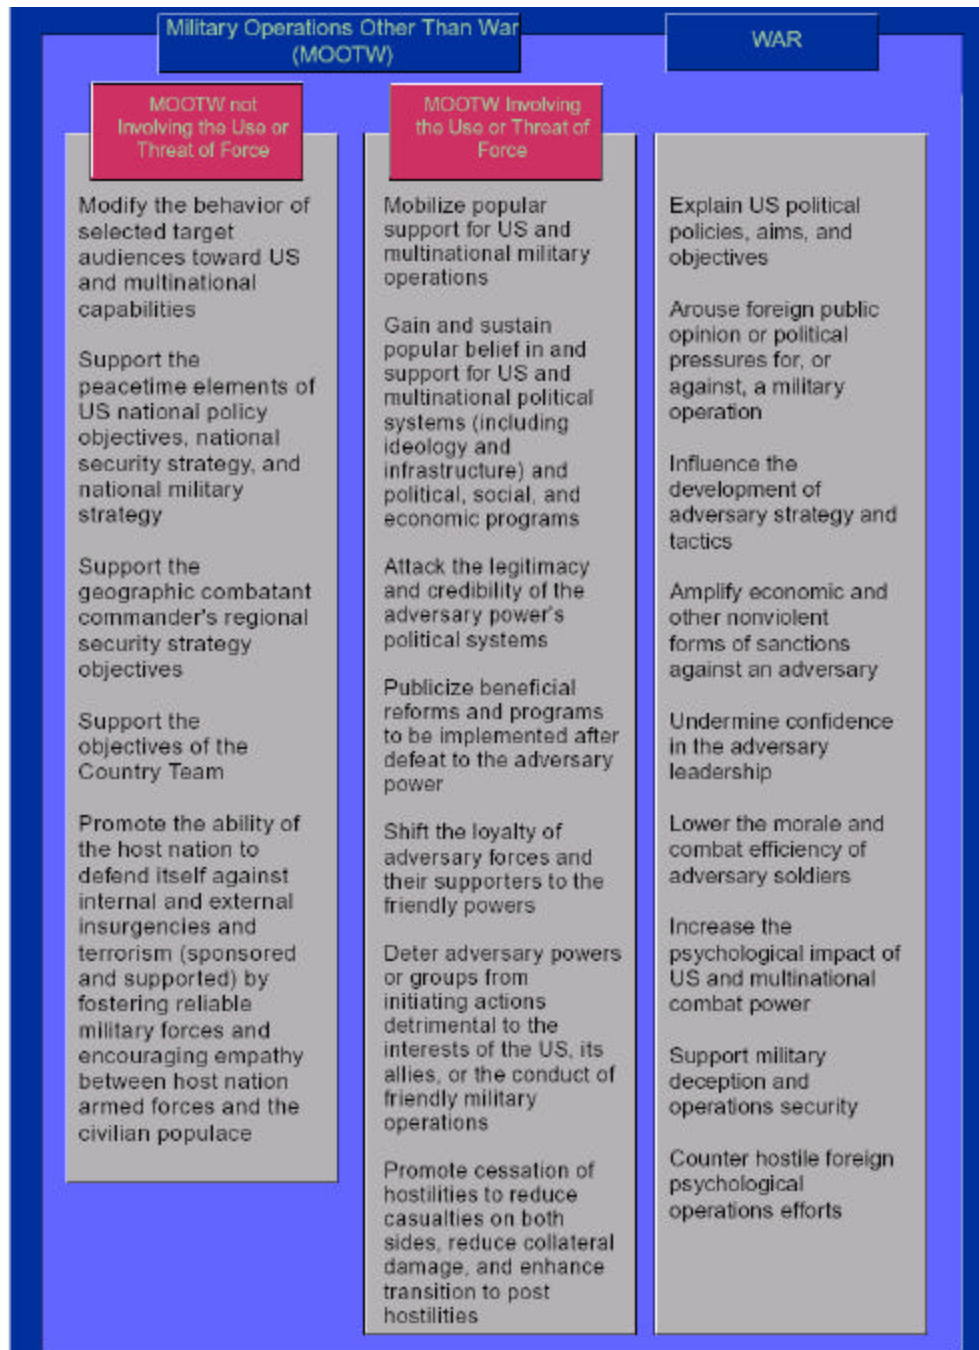 Military Operations Other Than War
(MOOTW)
WAR
MOOTW not
Involving the Use or
Threat of Force
Modify the behavior of
selected target
audiences toward US
and multinational
capabilities
Support the
peacetime elements of
US national policy
objectives, national
security strategy, and
national military
strategy
Support the
geographic combatant
commander's regional
security strategy
objectives
Support the
objectives of the
Country Team
Promote the ability of
the host nation to
defend itself against
internal and external
insurgencies and
terrorism (sponsored
and supported) by
fostering reliable
military forces and
encouraging empathy
between host nation
armed forces and the
civilian populace
MOOTW Involving
the Use or Threat of
Force
Mobilize popular
support for US and
multinational military
operations
Gain and sustain
popular belief in and
support for US and
multinational political
systems (including
ideology and
infrastructure) and
political, social, and
economic programs
Attack the legitimacy
and credibility of the
adversary power's
political systems
Publicize beneficial
reforms and programs
to be implemented after
defeat to the adversary
power
Shift the loyalty of
adversary forces and
their supporters to the
friendly powers
Deter adversary powers
or groups from
initiating actions
detrimental to the
interests of the US, its
allies, or the conduct of
friendly military
operations
Promote cessation of
hostilities to reduce
casualties on both
sides, reduce collateral
damage, and enhance
transition to post
hostilities
Explain US political
policies, aims, and
objectives
Arouse foreign public
opinion or political
pressures for, or
against, a military
operation
Influence the
development of
adversary strategy and
tactics
Amplify economic and
other nonviolent
forms of sanctions
against an adversary
Undermine confidence
in the adversary
leadership
Lower the morale and
combat efficiency of
adversary soldiers
Increase the
psychological impact of
US and multinational
combat power
Support military
deception and
operations security
Counter hostile foreign
psychological
operations efforts